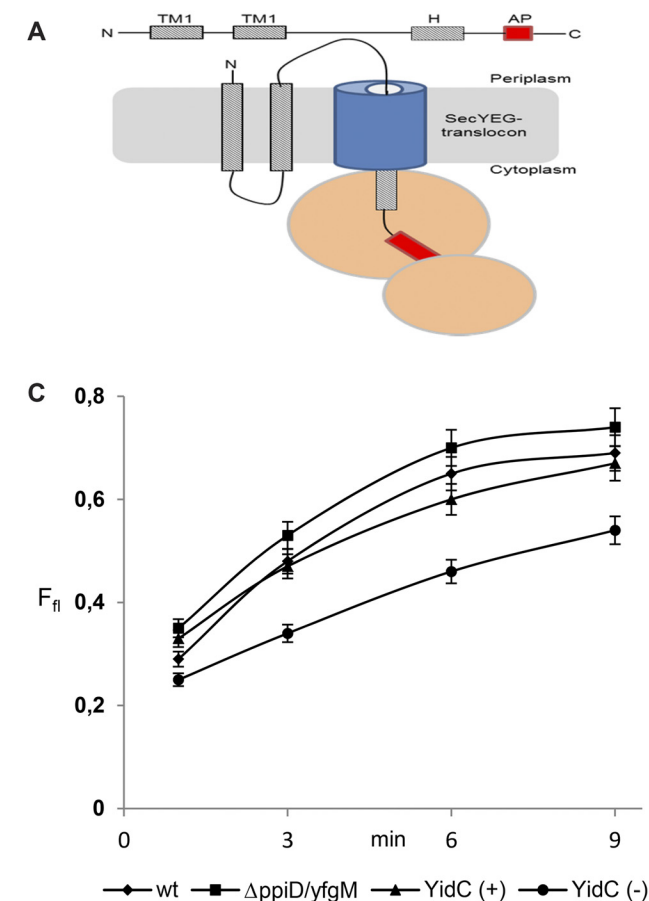 A
N TM1 TM1 H AP C
N
Periplasm
SecYEG-
translocon
Cytoplasm
C
0,8
0,6
Ffl
0,4
0,2
0
0 3 min 6 9
wt ΔppiD/yfgM YidC (+) YidC (-)